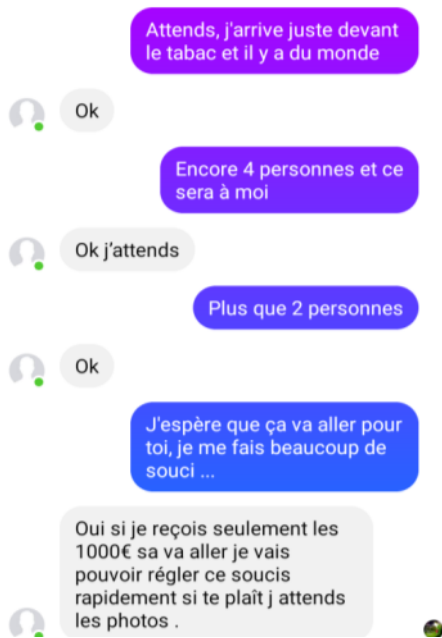 Attends, j'arrive juste devant
le tabac et il y a du monde
Ok
Encore 4 personnes et ce
sera à moi
Ok j'attends
Plus que 2 personnes
Ok
J'espère que ça va aller pour
toi, je me fais beaucoup de
souci ...
Oui si je reçois seulement les
1000€ sa va aller je vais
pouvoir régler ce soucis
rapidement si te plaît j attends
les photos .